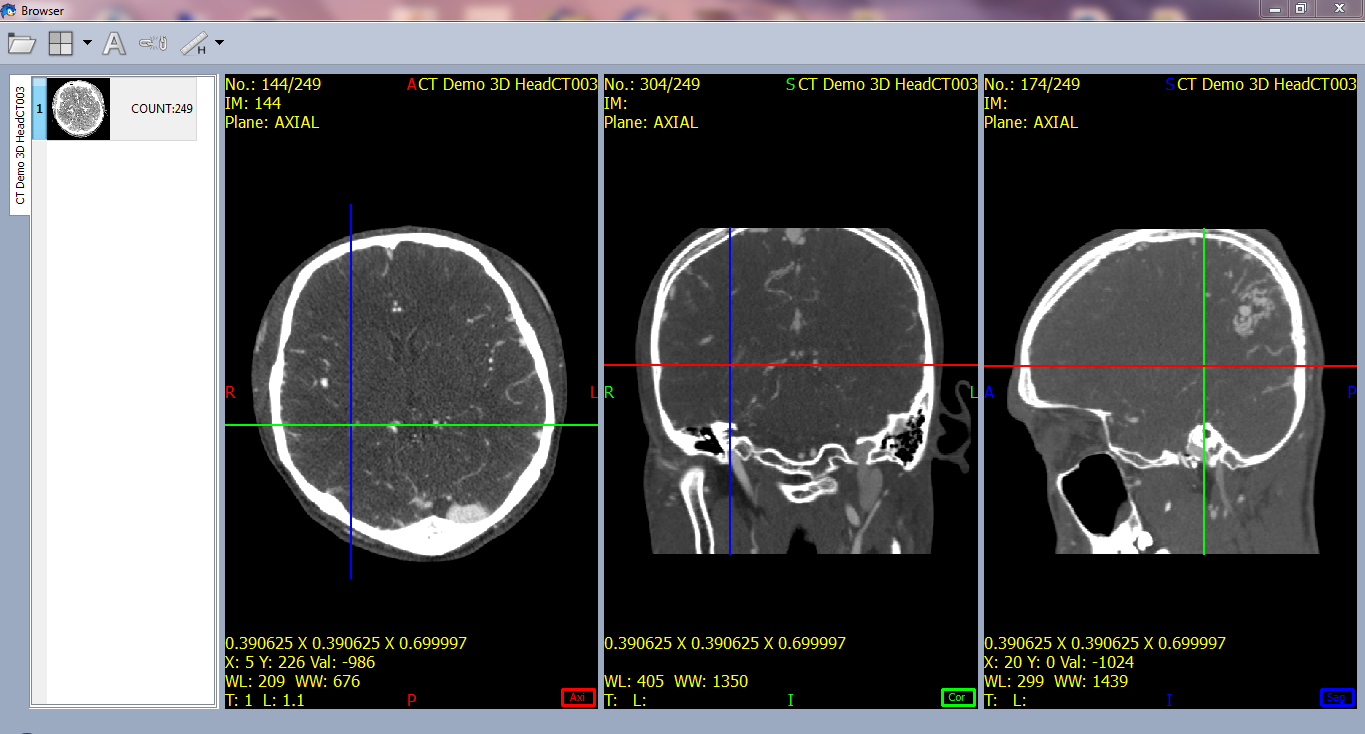 Browser
A
H
CT Demo 3D HeadCT003
1
COUNT:249
No.: 144/249
A
CT Demo 3D HeadCT003
IM: 144
Plane: AXIAL
R
L
0.390625 X 0.390625 X 0.699997
X: 5 Y: 226 Val: -986
WL: 209 WW: 676
T: 1 L: 1.1
P
Axi
No.: 304/249
S
CT Demo 3D HeadCT003
IM:
Plane: AXIAL
R
L
0.390625 X 0.390625 X 0.699997
WL: 405 WW: 1350
T: L:
I
Cor
No.: 174/249
S
CT Demo 3D HeadCT003
IM:
Plane: AXIAL
A
P
0.390625 X 0.390625 X 0.699997
X: 20 Y: 0 Val: -1024
WL: 299 WW: 1439
T: L:
I
Sag